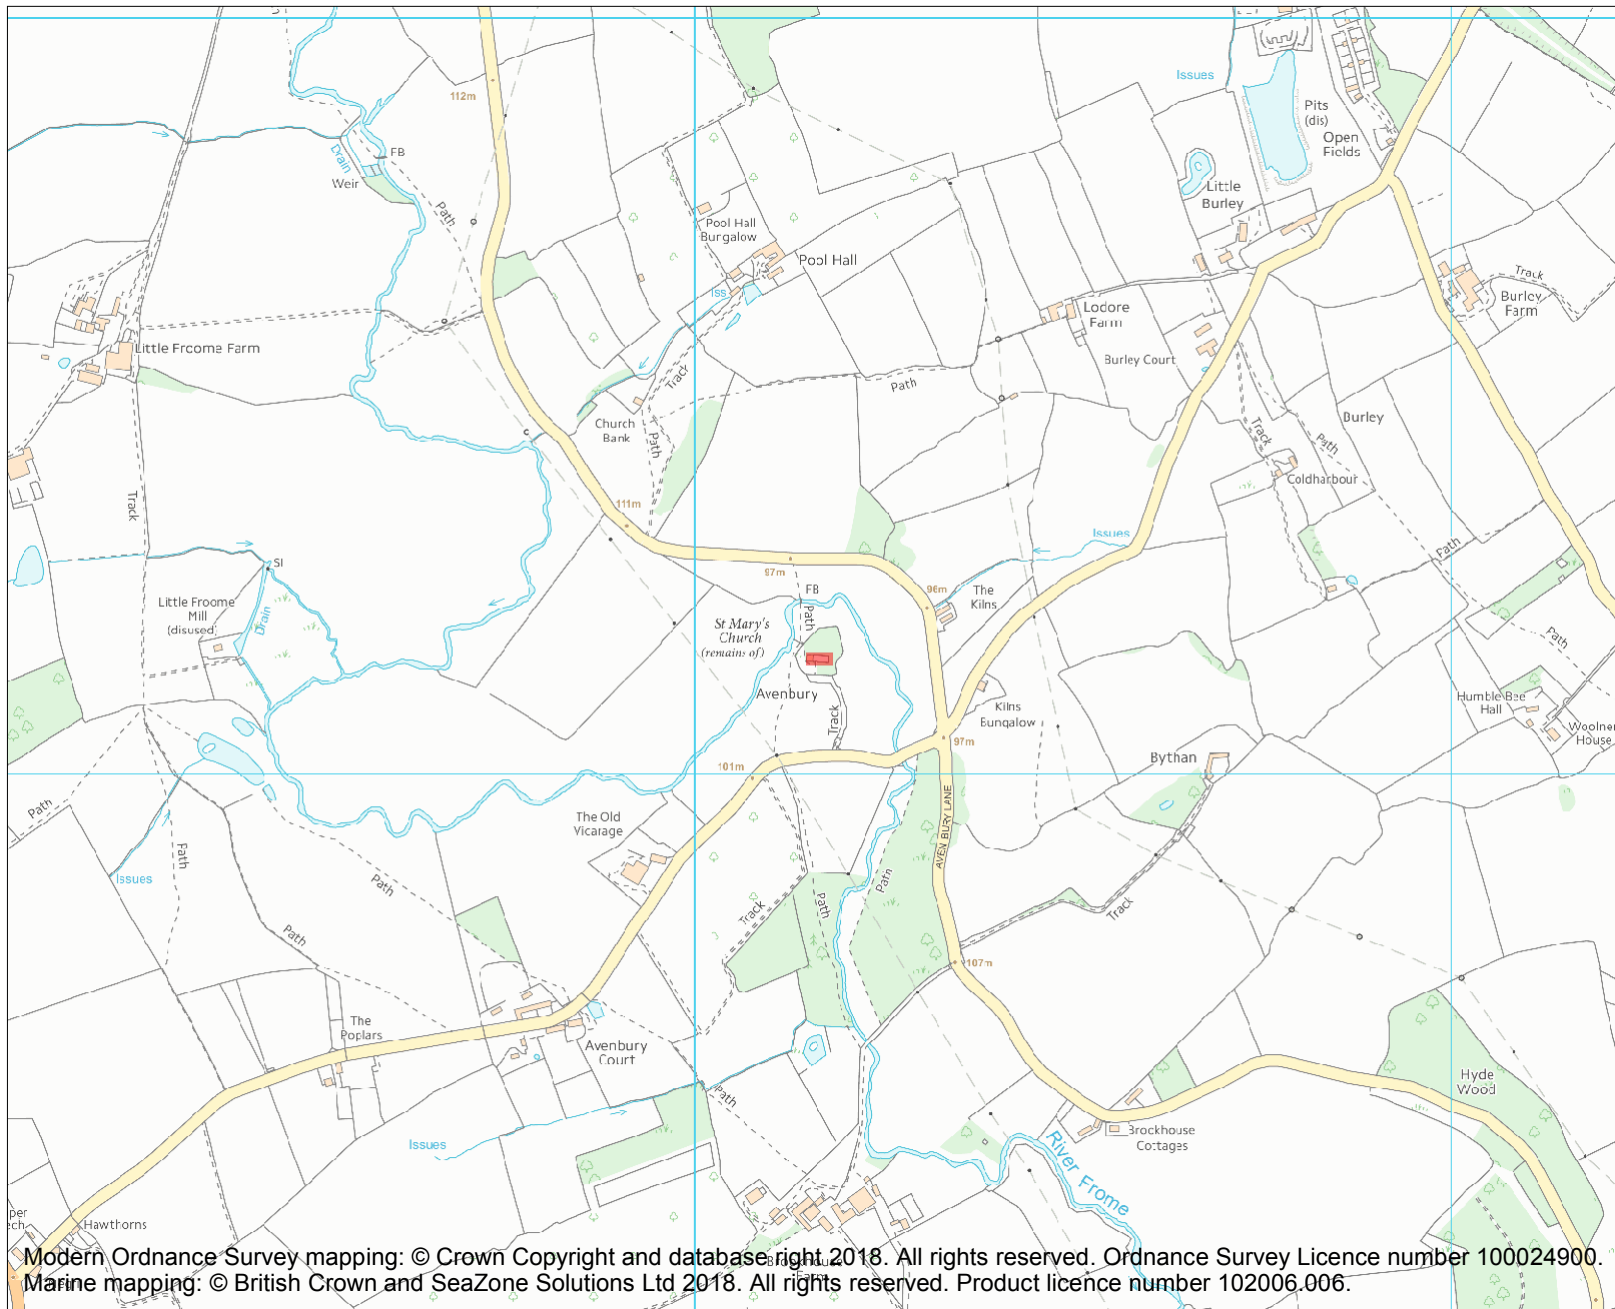 Issues
112m
Pits
(dis)
Open
Fields
Drain
FB
Weir
Path
Little
Burley
Pool Hall
Bungalow
Pool Hall
Iss
Track
Burley
Farm
Lodore
Farm
Little Froome Farm
Burley Court
Track
Path
Church
Bank
Path
Burley
Track
Path
Coldharbour
Track
111m
Issues
Path
SI
97m
FB
96m
The
Kilns
Little Froome
Mill
(disused)
Drain
Path
St Mary's
Church
(remains of)
Path
Avenbury
Track
Kilns
Bungalow
Humble Bee
Hall
Woolner
House
97m
101m
Bythan
Path
The Old
Vicarage
AVENBURY LANE
Path
Issues
Path
Path
Path
Track
Track
Path
107m
The
Poplars
Avenbury
Court
Hyde
Wood
Path
Brockhouse
Cottages
Issues
River Frome
Hawthorns
Brockhouse
Farm
Modern Ordnance Survey mapping: © Crown Copyright and database right 2018. All rights reserved. Ordnance Survey Licence number 100024900.
Marine mapping: © British Crown and SeaZone Solutions Ltd 2018. All rights reserved. Product licence number 102006.006.